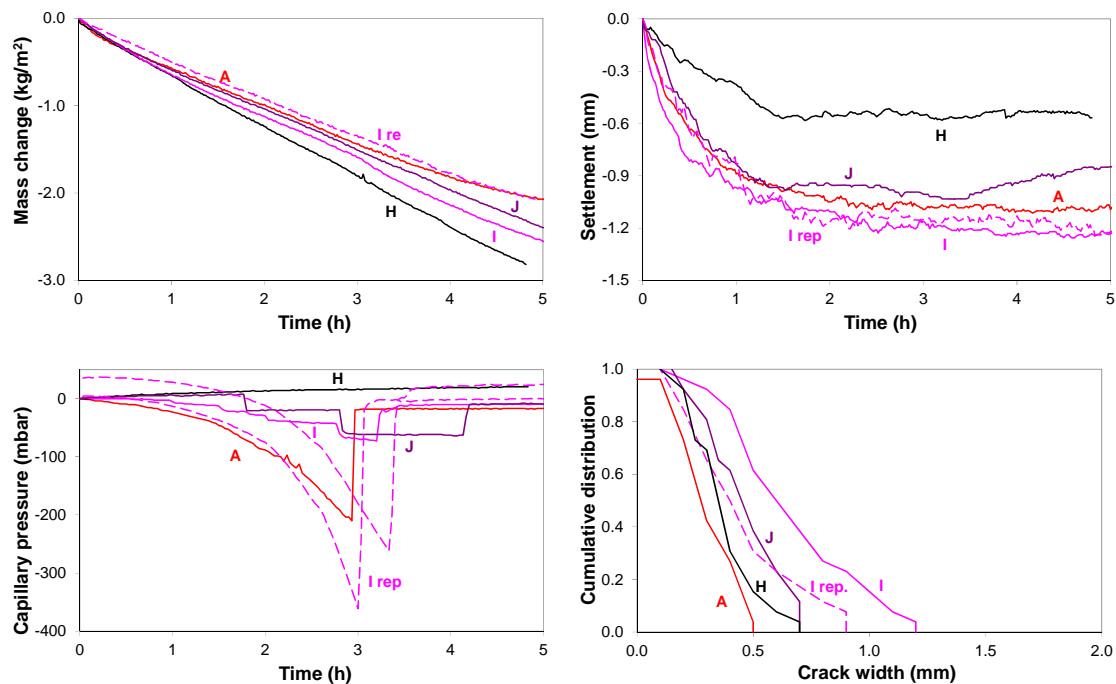 0.0
-1.0
-2.0
-3.0
Mass change (kg/m²)
A
I re
J
I
H
0 1 2 3 4 5
Time (h)
0.0
-0.3
-0.6
-0.9
-1.2
-1.5
Settlement (mm)
H
J
A
I rep
I
0 1 2 3 4 5
Time (h)
0
-100
-200
-300
-400
Capillary pressure (mbar)
H
I
J
A
I rep
0 1 2 3 4 5
Time (h)
1.0
0.8
0.6
0.4
0.2
0.0
Cumulative distribution
J
H
I rep.
I
A
0.0 0.5 1.0 1.5 2.0
Crack width (mm)